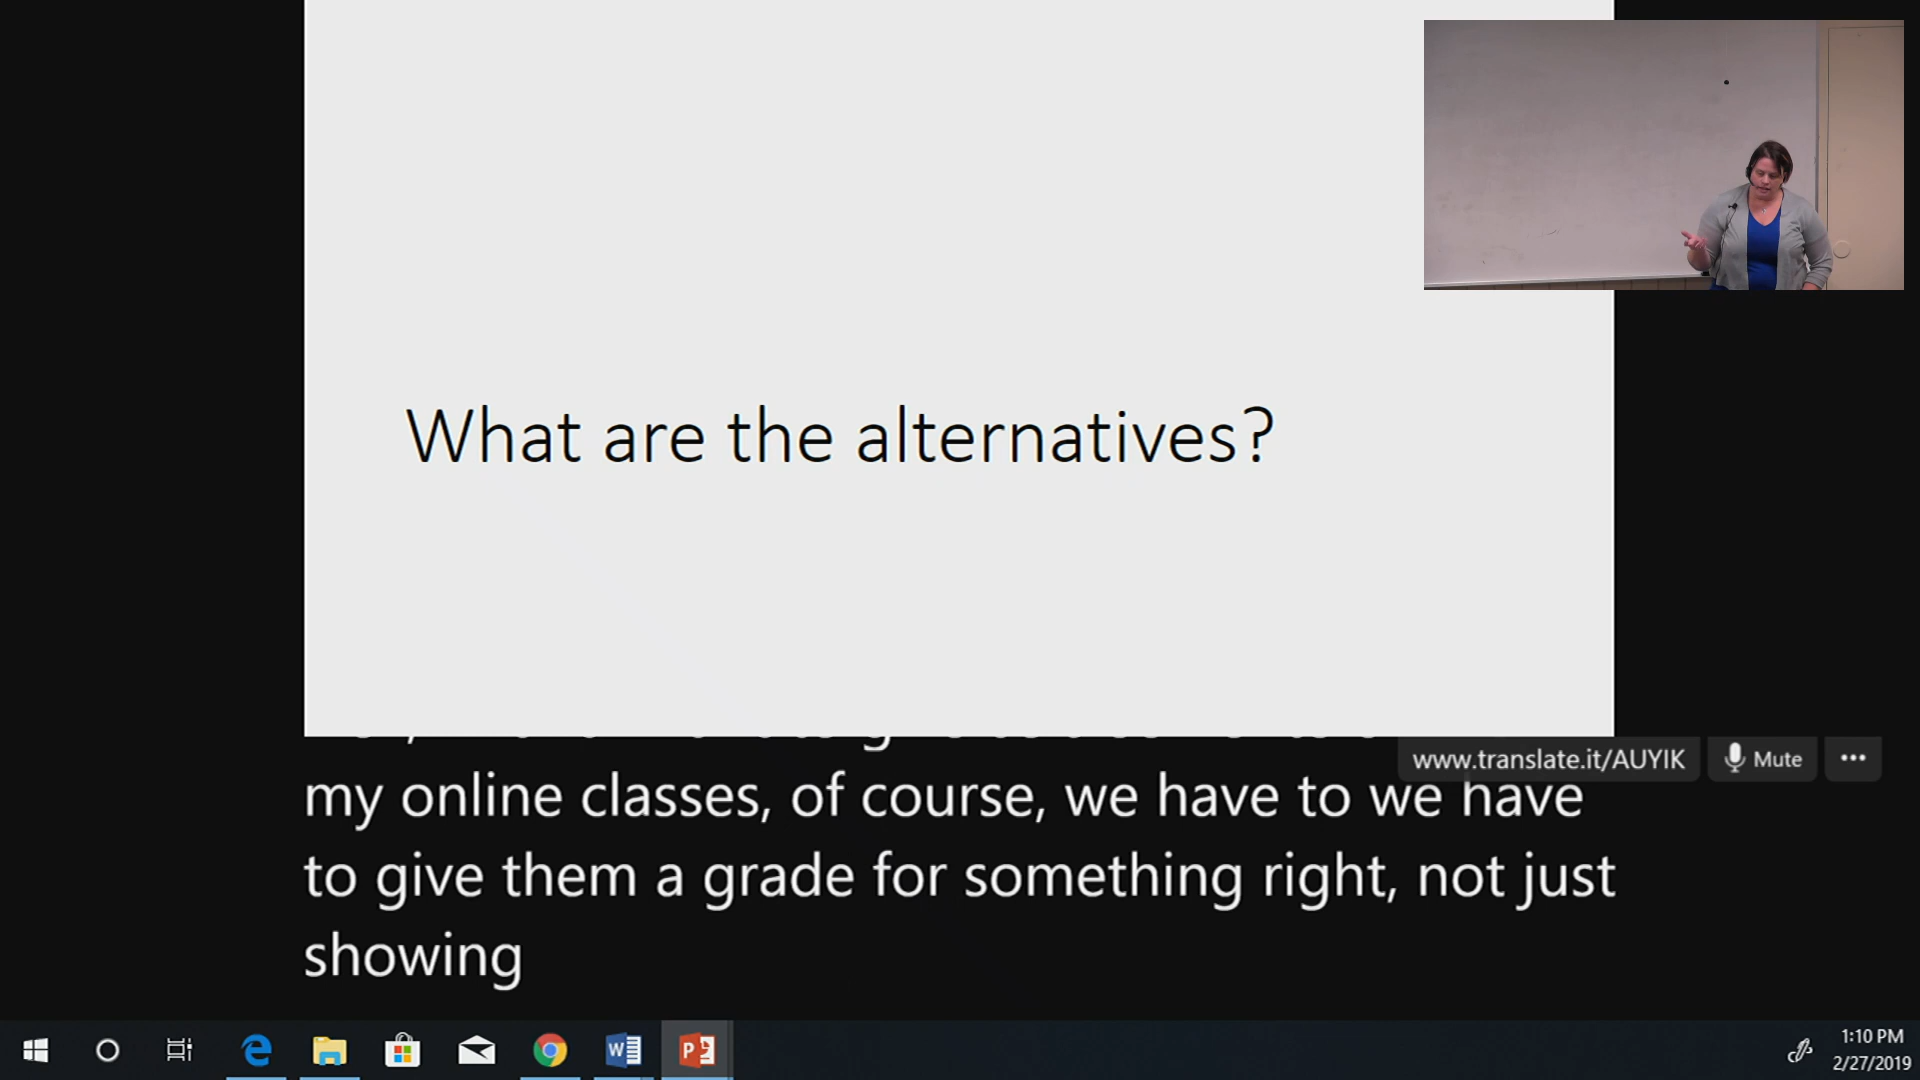 What are the alternatives?
www.translate.it/AUYIK
Mute
my online classes, of course, we have to we have
to give them a grade for something right, not just
showing
1:10 PM
2/27/2019